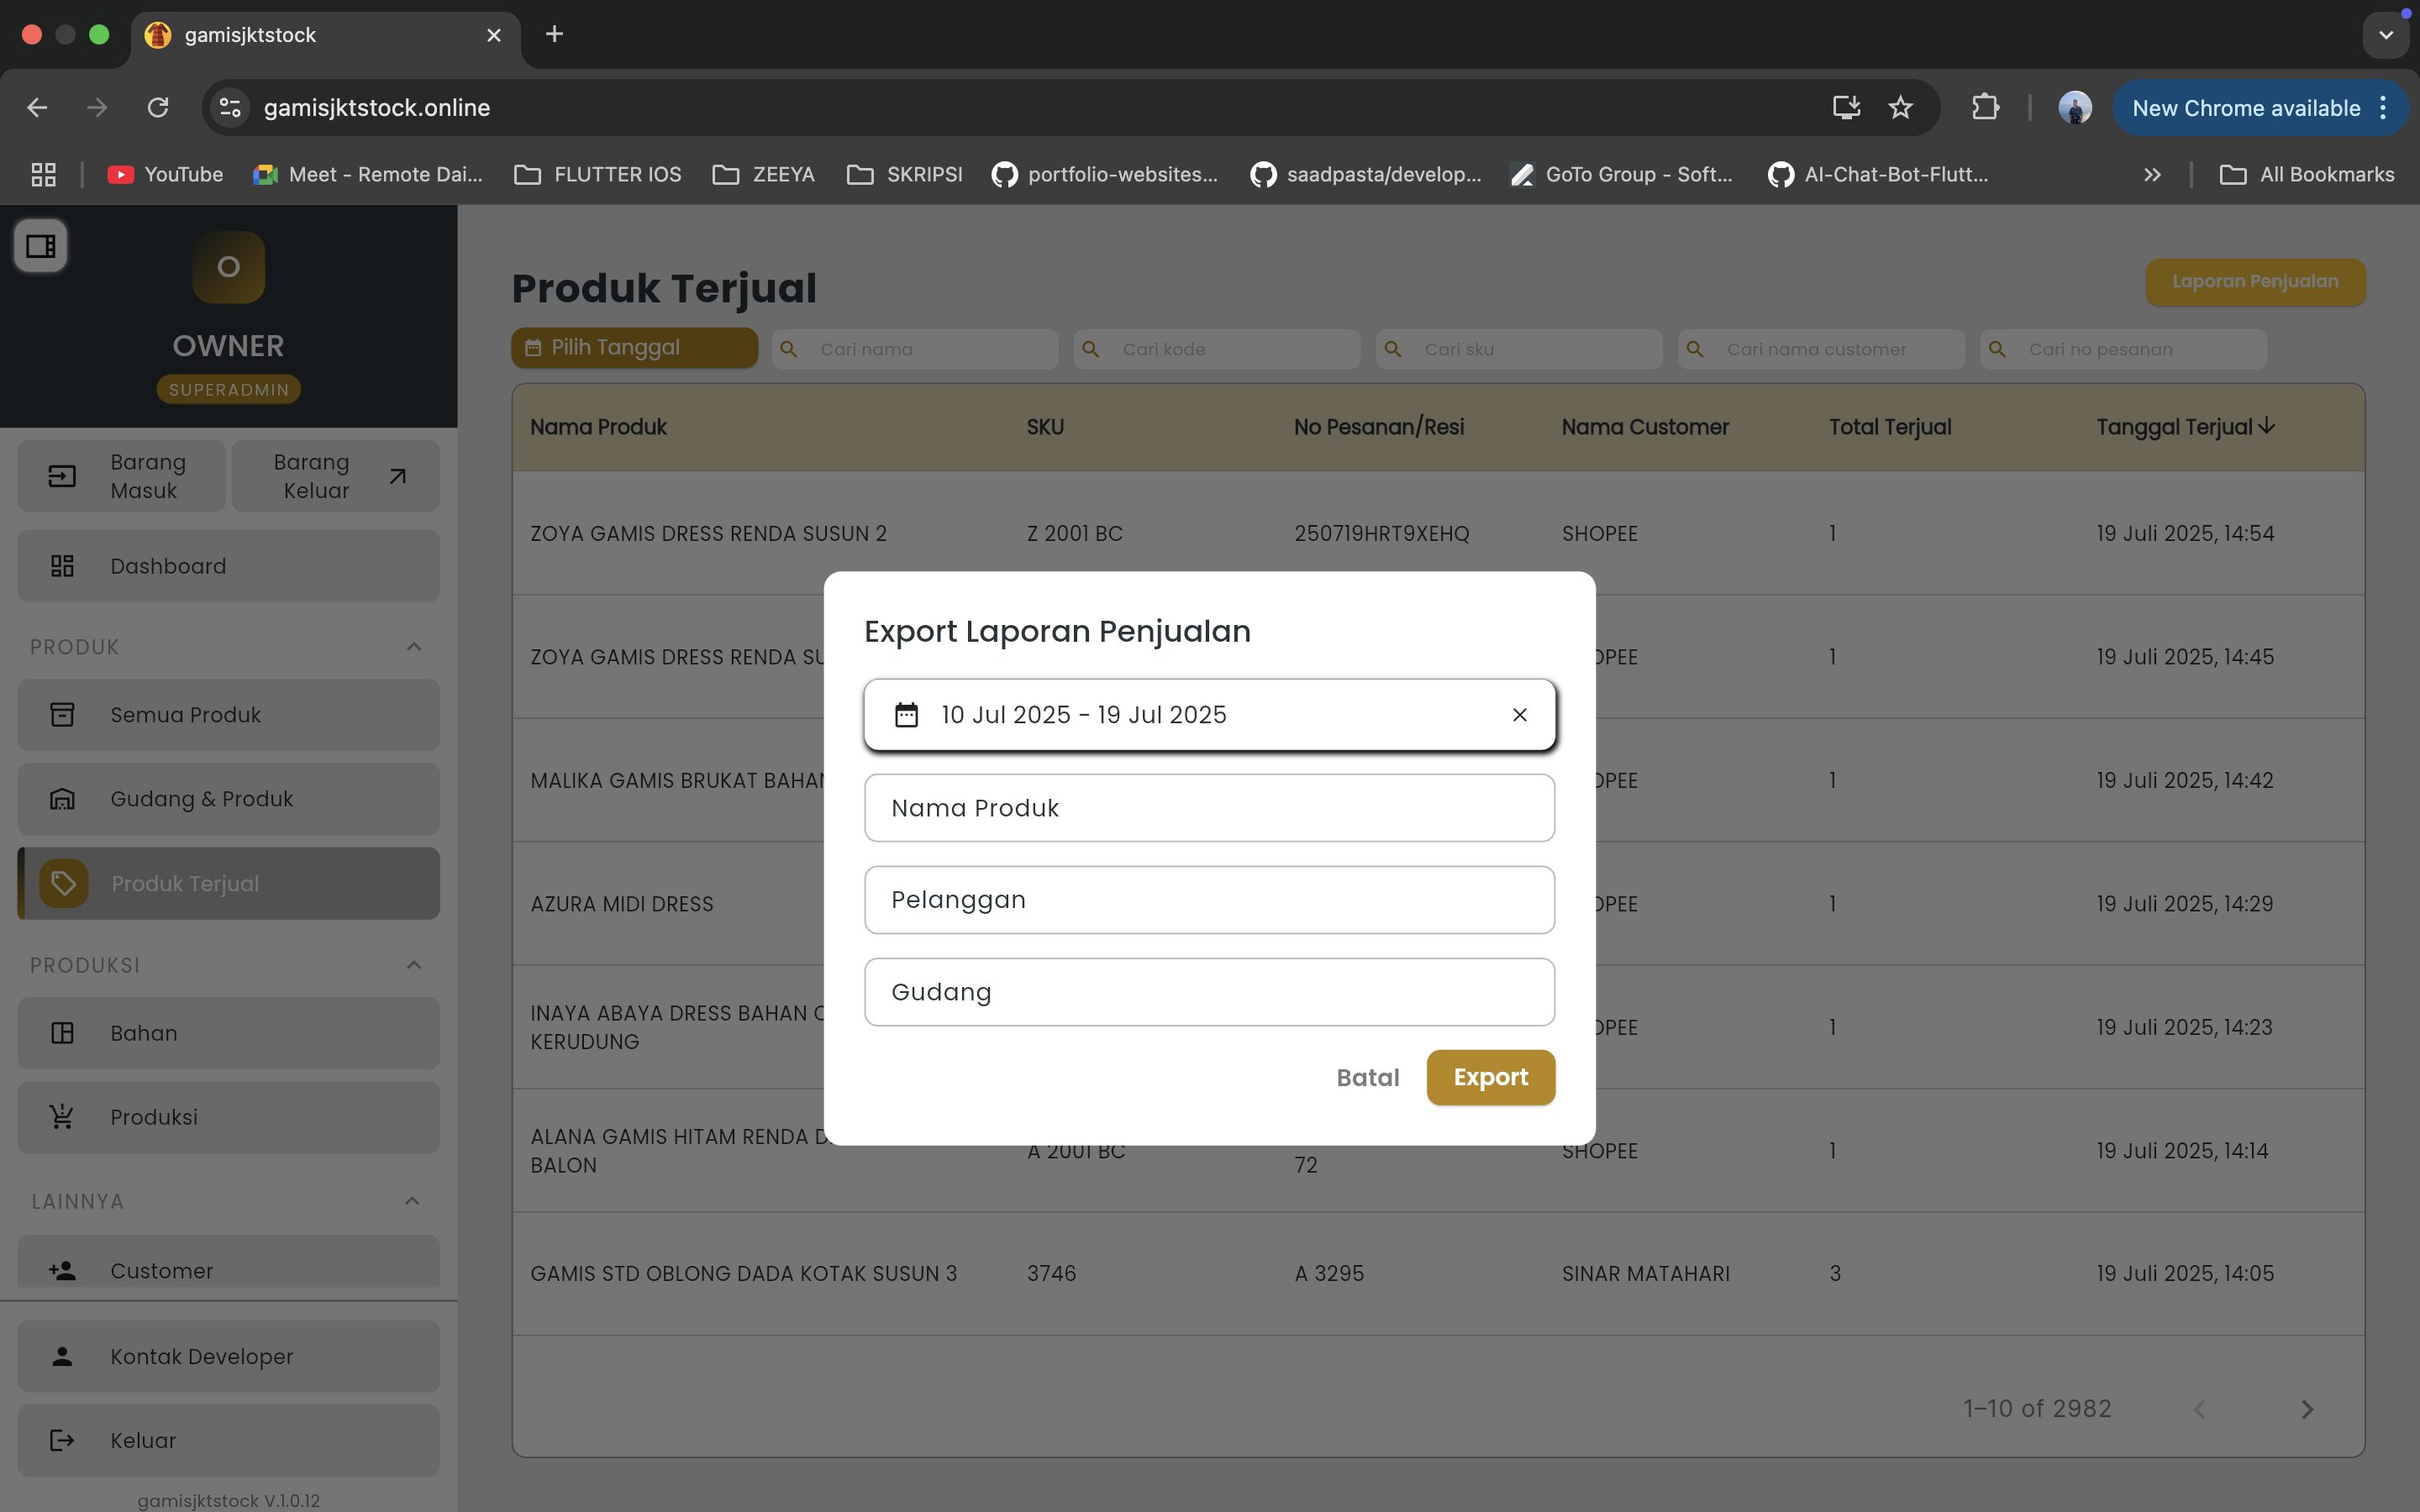 gamisjktstock
gamisjktstock.online
New Chrome available
YouTube
Meet - Remote Dai...
FLUTTER IOS
ZEEYA
SKRIPSI
portfolio-websites...
saadpasta/develop...
GoTo Group - Soft...
AI-Chat-Bot-Flutt...
All Bookmarks
O
OWNER
SUPERADMIN
Barang
Masuk
Barang
Keluar
Dashboard
PRODUK
Semua Produk
Gudang & Produk
Produk Terjual
PRODUKSI
Bahan
Produksi
LAINNYA
Customer
Kontak Developer
Keluar
gamisjktstock V.1.0.12
Produk Terjual
Laporan Penjualan
Pilih Tanggal
Cari nama
Cari kode
Cari sku
Cari nama customer
Cari no pesanan
Nama Produk SKU No Pesanan/Resi Nama Customer Total Terjual Tanggal Terjual
ZOYA GAMIS DRESS RENDA SUSUN 2 Z 2001 BC 250719HRT9XEHQ SHOPEE 1 19 Juli 2025, 14:54
ZOYA GAMIS DRESS RENDA 1 19 Juli 2025, 14:45
MALIKA GAMIS BRUKAT BAHAN 1 19 Juli 2025, 14:42
AZURA MIDI DRESS 1 19 Juli 2025, 14:29
INAYA ABAYA DRESS BAHAN
KERUDUNG 1 19 Juli 2025, 14:23
ALANA GAMIS HITAM RENDA
BALON A 2001 BC 72 SHOPEE 1 19 Juli 2025, 14:14
GAMIS STD OBLONG DADA KOTAK SUSUN 3 3746 A 3295 SINAR MATAHARI 3 19 Juli 2025, 14:05
1–10 of 2982
Export Laporan Penjualan
10 Jul 2025 - 19 Jul 2025
Nama Produk
Pelanggan
Gudang
Batal
Export